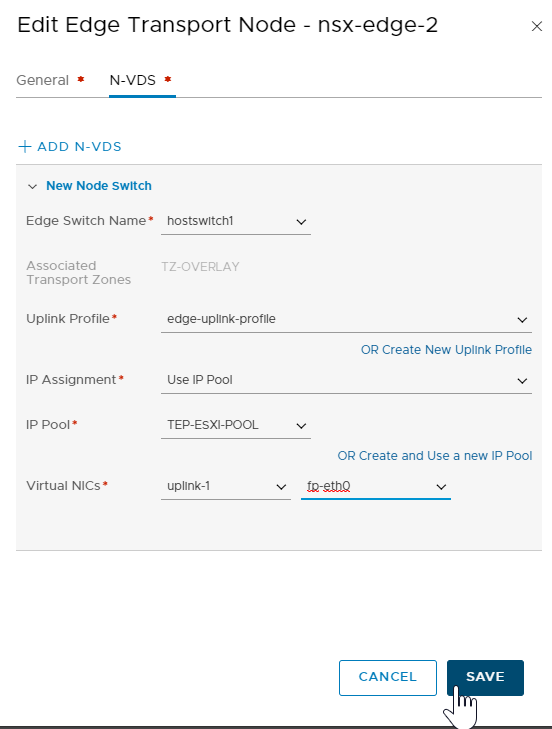 Edit Edge Transport Node - nsx-edge-2
General *
N-VDS *
+ ADD N-VDS
New Node Switch
Edge Switch Name* hostswitch1
Associated Transport Zones TZ-OVERLAY
Uplink Profile* edge-uplink-profile
OR Create New Uplink Profile
IP Assignment* Use IP Pool
IP Pool* TEP-ESXI-POOL
OR Create and Use a new IP Pool
Virtual NICs* uplink-1 fp-eth0
CANCEL SAVE